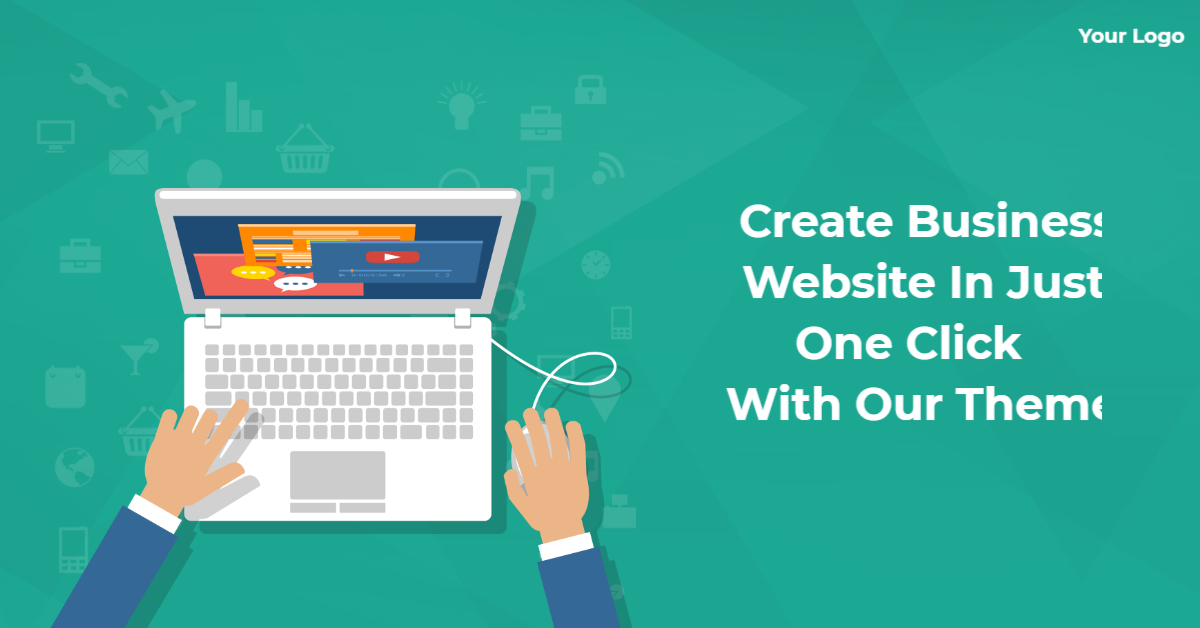 Your Logo
Create Business
Website In Just
One Click
With Our Theme